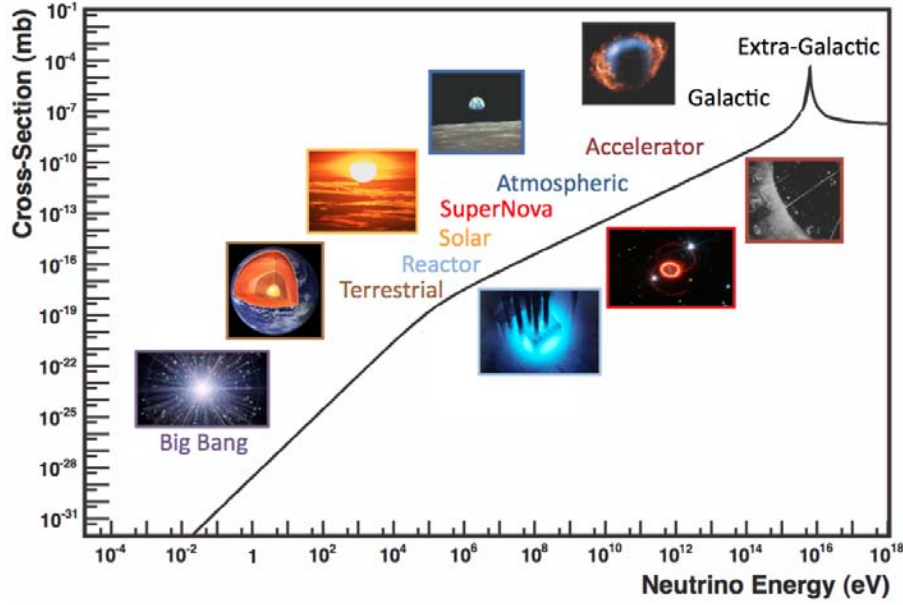 Cross-Section (mb)
10^-1
10^-4
10^-7
10^-10
10^-13
10^-16
10^-19
10^-22
10^-25
10^-28
10^-31
Extra-Galactic
Galactic
Accelerator
Atmospheric
SuperNova
Solar
Reactor
Terrestrial
Big Bang
10^-4 10^-2 1 10^2 10^4 10^6 10^8 10^10 10^12 10^14 10^16 10^18
Neutrino Energy (eV)